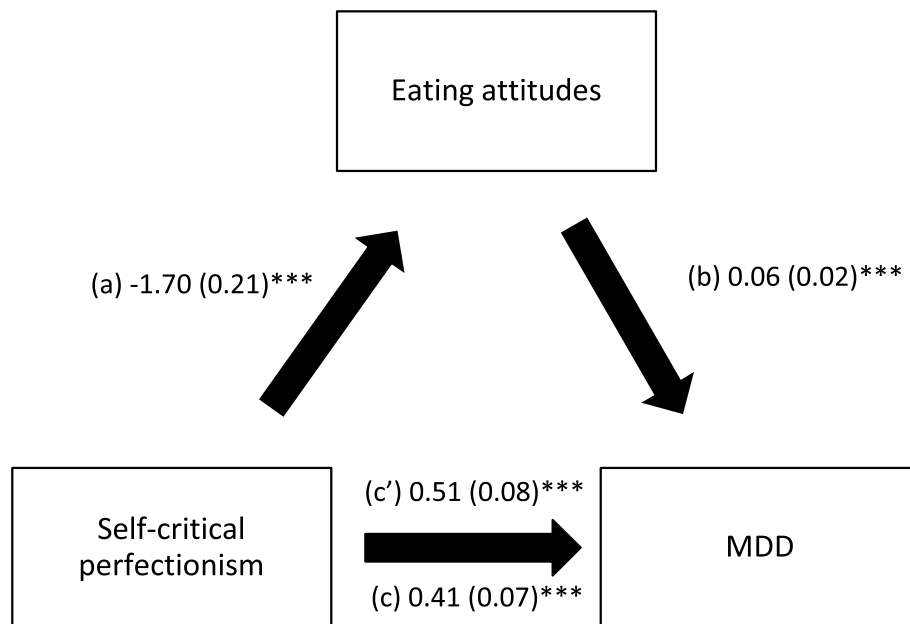 Eating attitudes
(a) -1.70 (0.21)***
(b) 0.06 (0.02)***
(c’) 0.51 (0.08)***
Self-critical
perfectionism
MDD
(c) 0.41 (0.07)***